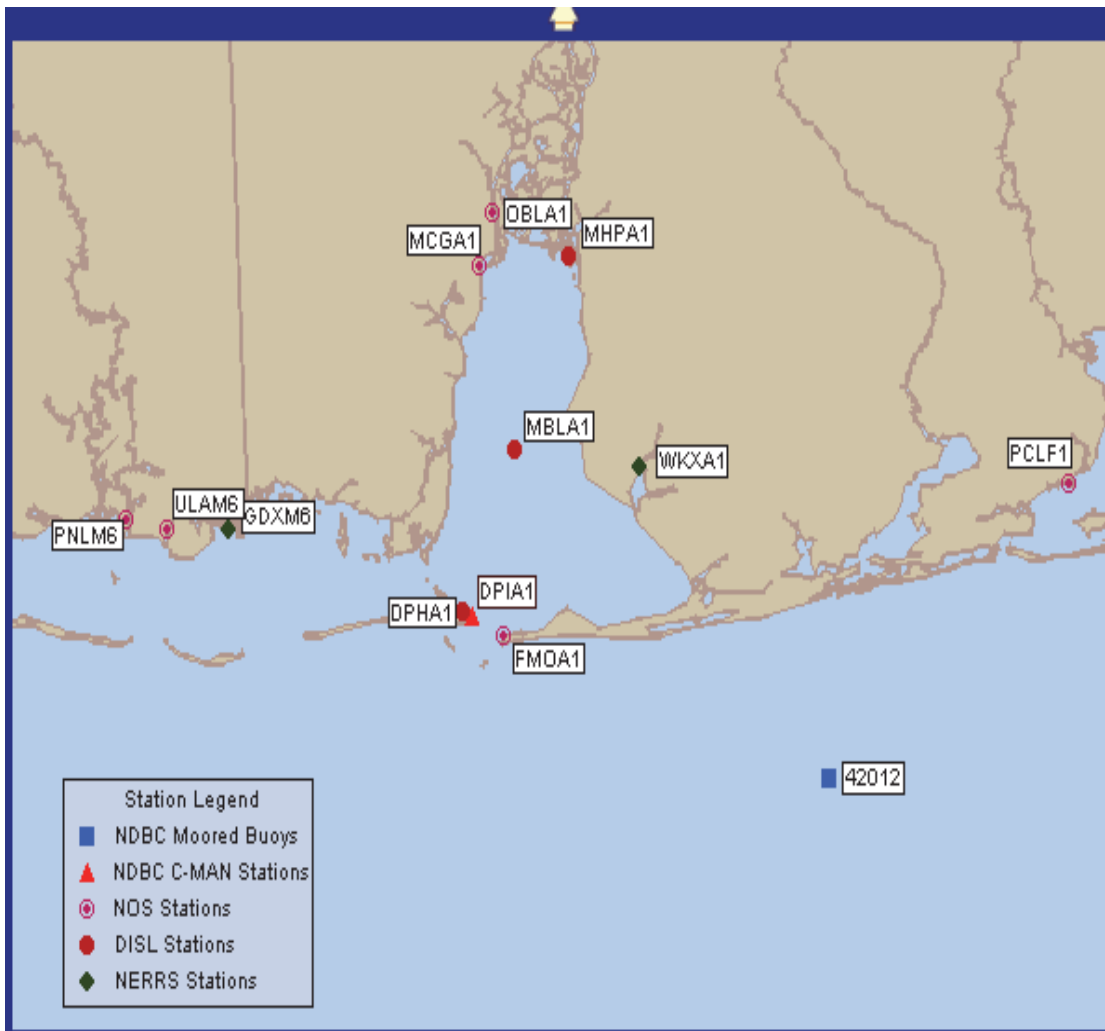 OBLA1
MCGA1
MHPA1
MBLA1
WKXA1
PCLF1
ULAM6
GDXM6
PNLM6
DPIA1
DPHA1
FMOA1
42012
Station Legend
NDBC Moored Buoys
NDBC C-MAN Stations
NOS Stations
DISL Stations
NERRS Stations